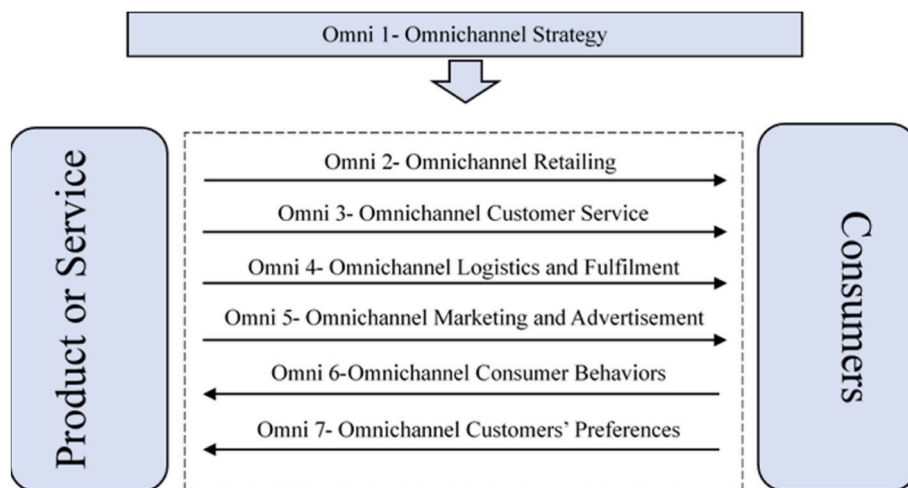 Omni 1- Omnichannel Strategy
Product or Service
Omni 2- Omnichannel Retailing
Omni 3- Omnichannel Customer Service
Omni 4- Omnichannel Logistics and Fulfilment
Omni 5- Omnichannel Marketing and Advertisement
Omni 6-Omnichannel Consumer Behaviors
Omni 7- Omnichannel Customers’ Preferences
Consumers